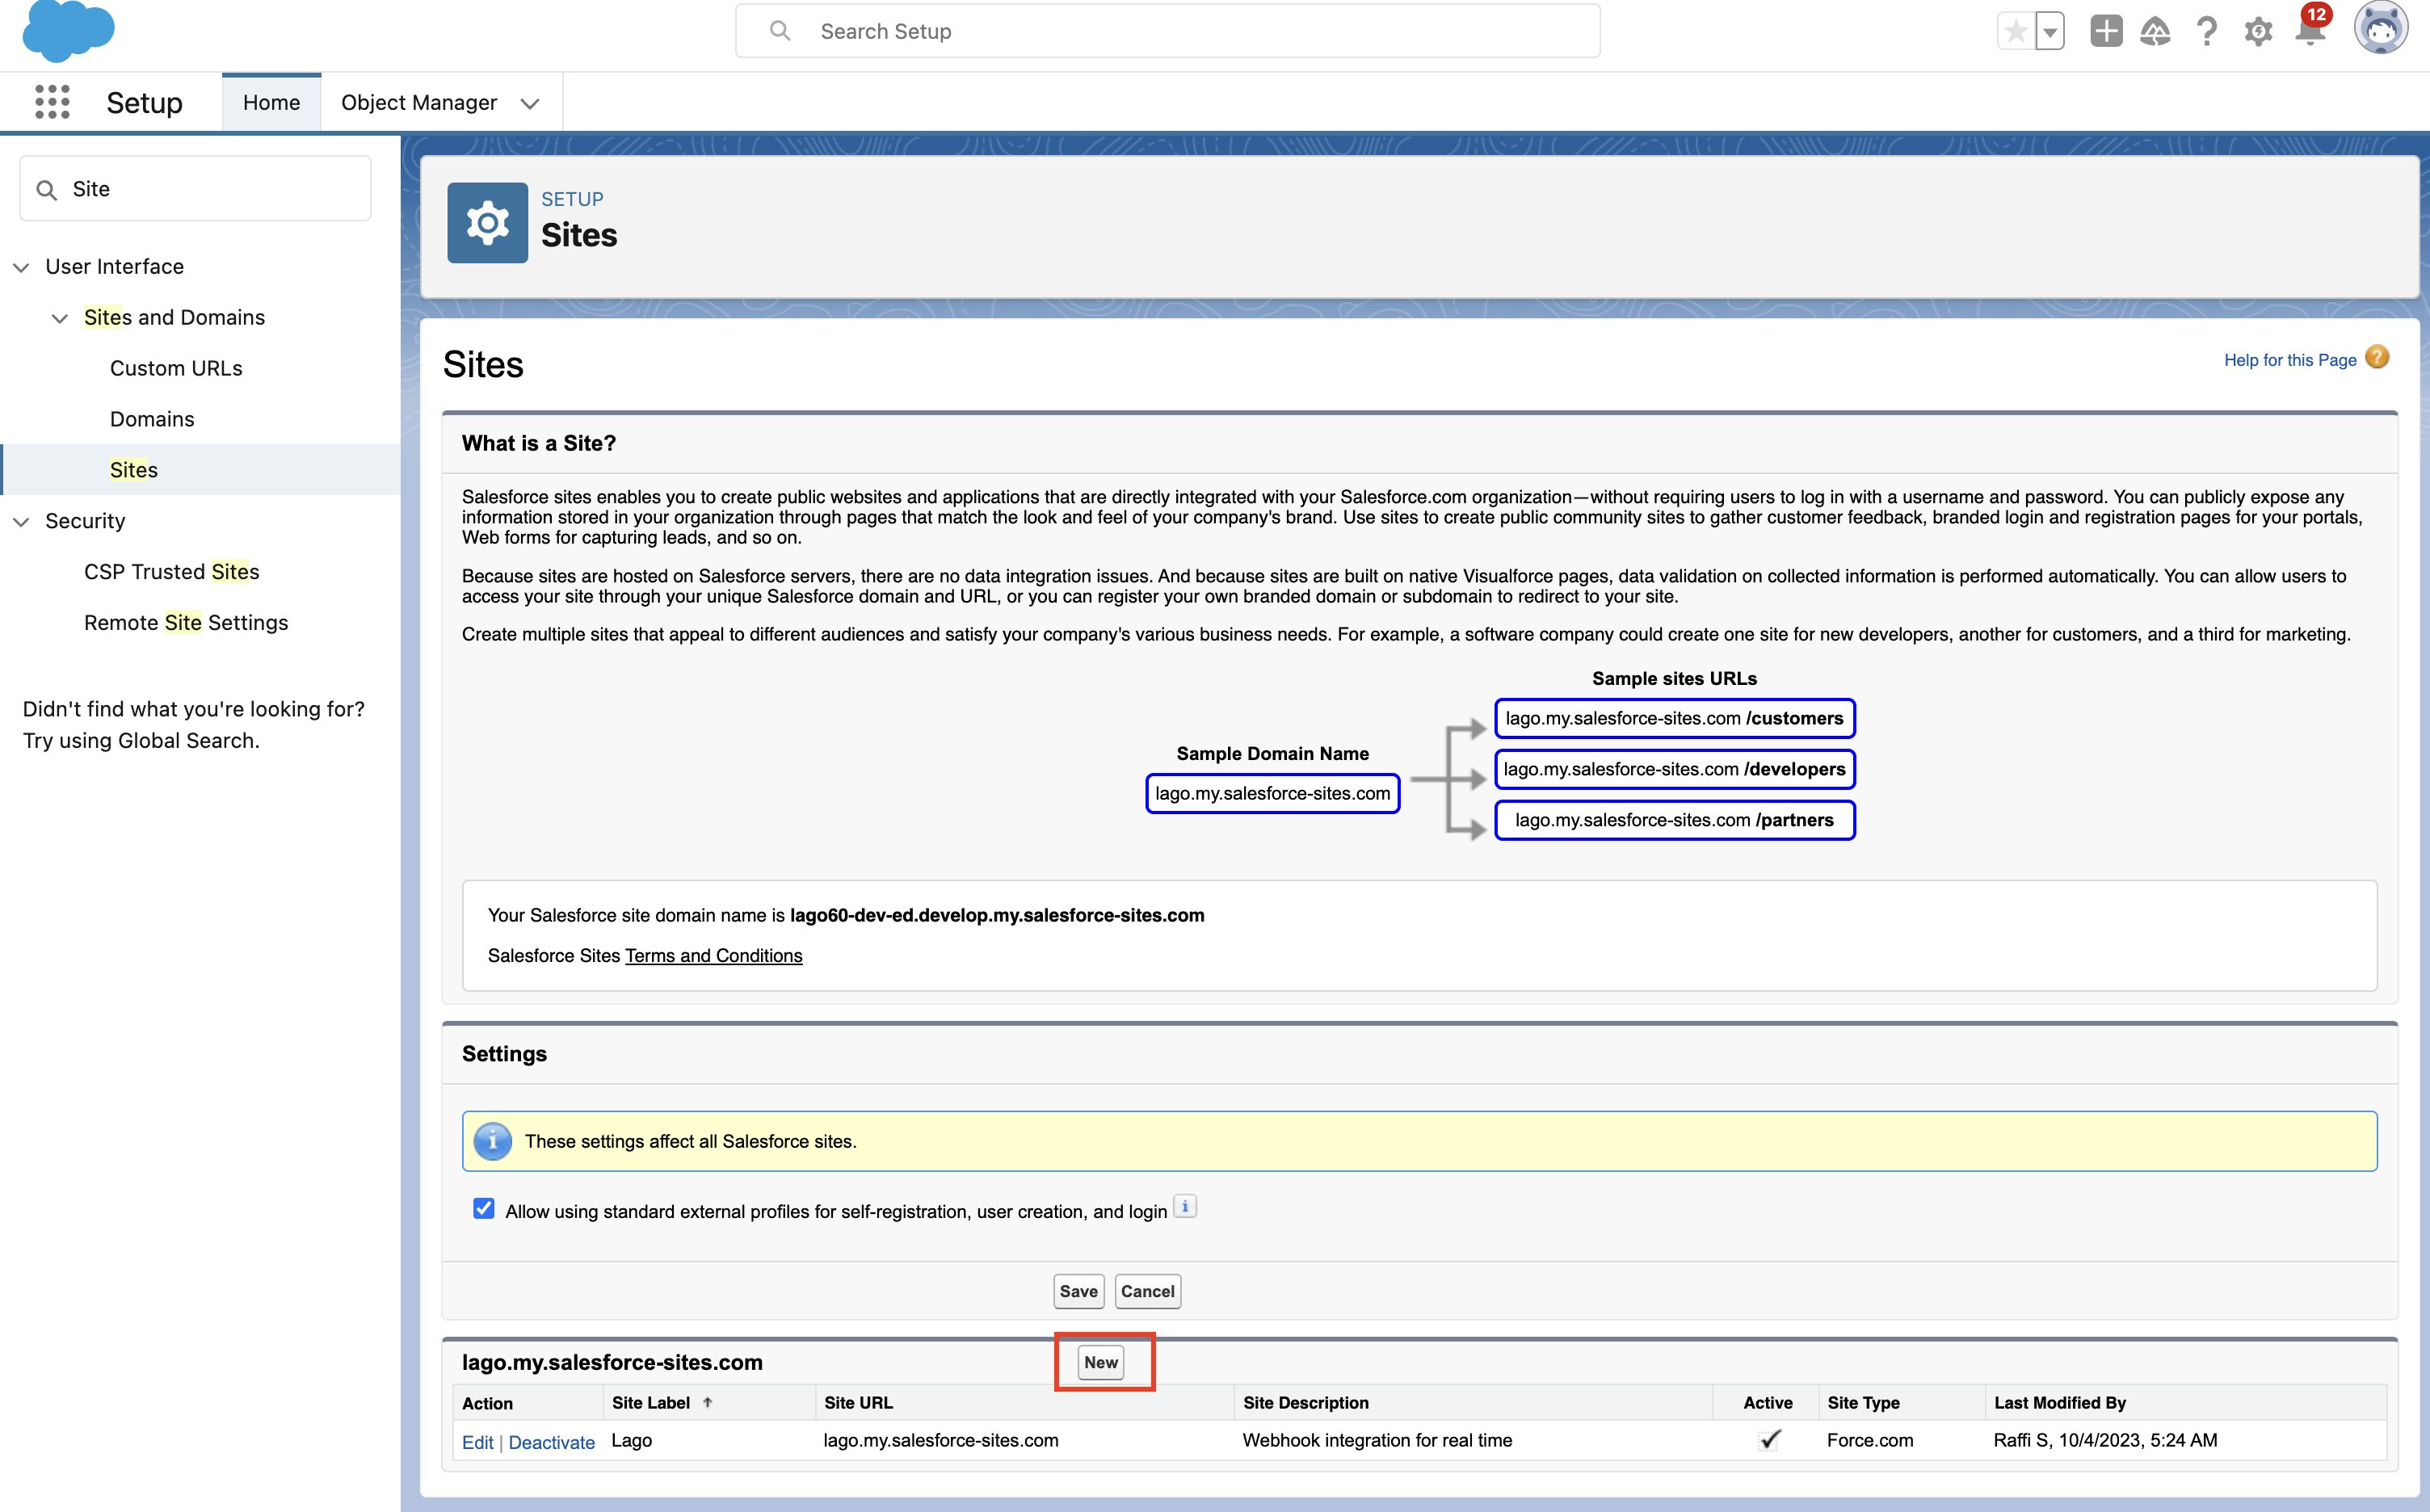 Search Setup
12
Setup
Home
Object Manager
Site
SETUP
Sites
User Interface
Sites and Domains
Custom URLs
Domains
Sites
Security
CSP Trusted Sites
Remote Site Settings
Didn't find what you're looking for?
Try using Global Search.
Sites
Help for this Page ?
What is a Site?
Salesforce sites enables you to create public websites and applications that are directly integrated with your Salesforce.com organization—without requiring users to log in with a username and password. You can publicly expose any
information stored in your organization through pages that match the look and feel of your company's brand. Use sites to create public community sites to gather customer feedback, branded login and registration pages for your portals,
Web forms for capturing leads, and so on.
Because sites are hosted on Salesforce servers, there are no data integration issues. And because sites are built on native Visualforce pages, data validation on collected information is performed automatically. You can allow users to
access your site through your unique Salesforce domain and URL, or you can register your own branded domain or subdomain to redirect to your site.
Create multiple sites that appeal to different audiences and satisfy your company's various business needs. For example, a software company could create one site for new developers, another for customers, and a third for marketing.
Sample Domain Name
lago.my.salesforce-sites.com
Sample sites URLs
lago.my.salesforce-sites.com /customers
lago.my.salesforce-sites.com /developers
lago.my.salesforce-sites.com /partners
Your Salesforce site domain name is lago60-dev-ed.develop.my.salesforce-sites.com
Salesforce Sites Terms and Conditions
Settings
These settings affect all Salesforce sites.
Allow using standard external profiles for self-registration, user creation, and login i
Save Cancel
lago.my.salesforce-sites.com New
Action Site Label ↑ Site URL Site Description Active Site Type Last Modified By
Edit | Deactivate Lago lago.my.salesforce-sites.com Webhook integration for real time Force.com Raffi S, 10/4/2023, 5:24 AM